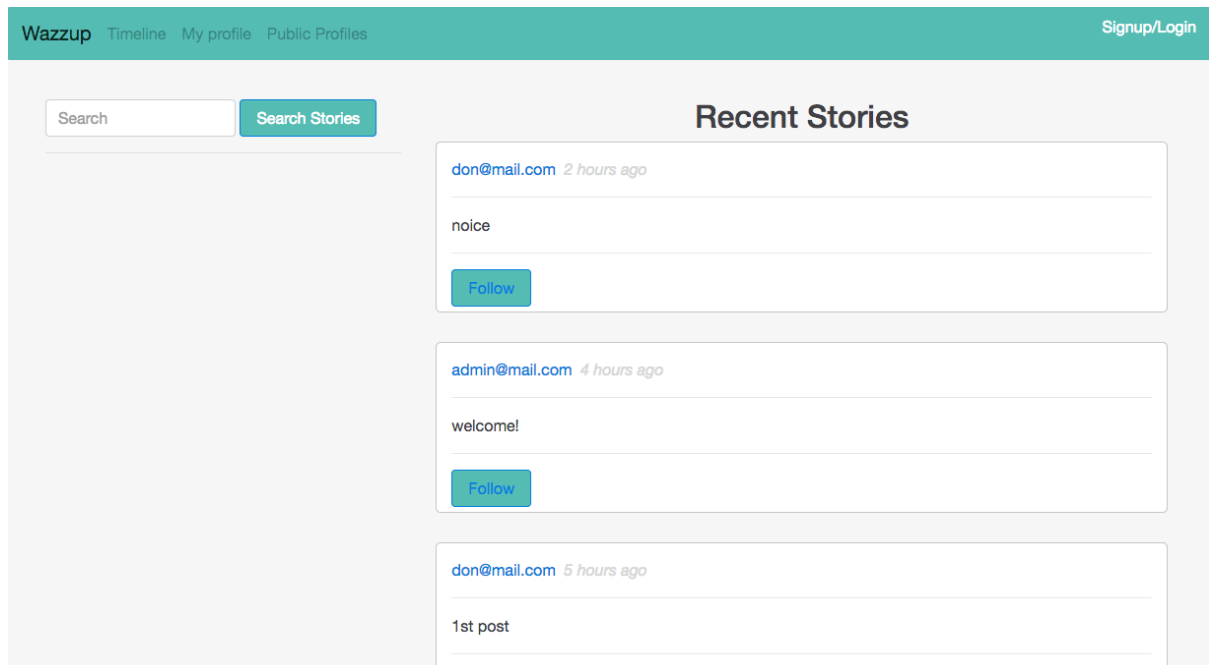 Wazzup Timeline My profile Public Profiles Signup/Login
Search Search Stories
Recent Stories
don@mail.com 2 hours ago
noice
Follow
admin@mail.com 4 hours ago
welcome!
Follow
don@mail.com 5 hours ago
1st post